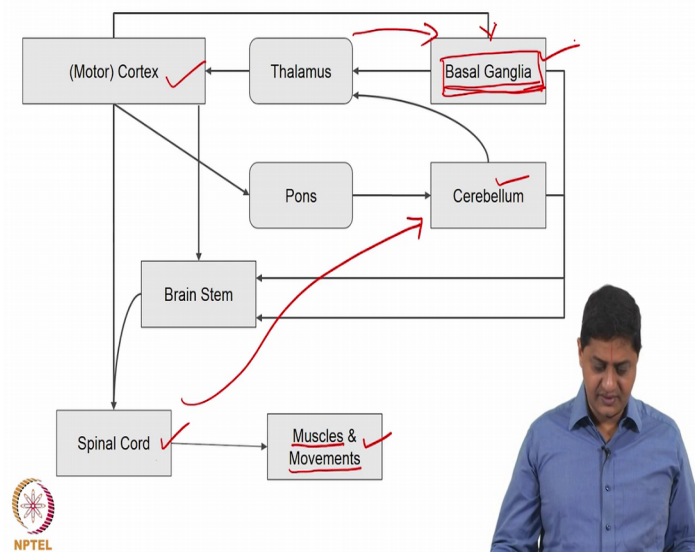 (Motor) Cortex
Thalamus
Basal Ganglia
Pons
Cerebellum
Brain Stem
Spinal Cord
Muscles &
Movements
NPTEL